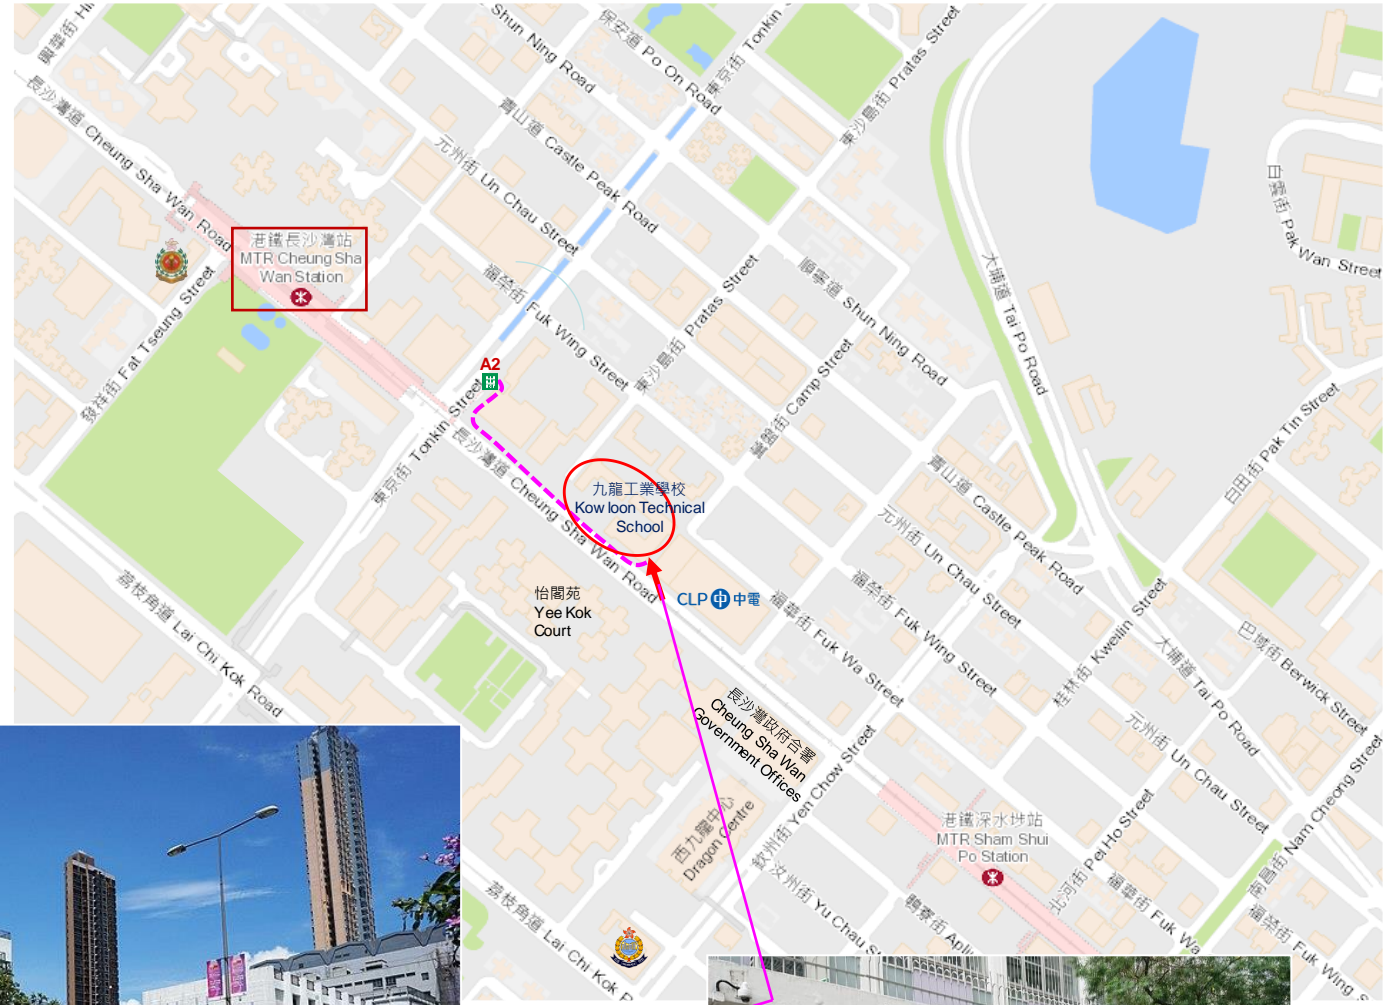 興華街 Hi
長沙灣道 Cheung Sha Wan Road
Shun Ning Road
保安道 Po On Road
東京街 Tonkin S
青山道 Castle Peak Road
元州街 Un Chau Street
東沙島街 Pratas Street
白雲街 Pak Wan Street
大埔道 Tai Po Road
港鐵長沙灣站
MTR Cheung Sha
Wan Station
發祥街 Fat Tseung Street
福榮街 Fuk Wing Street
東沙島街 Pratas Street
順寧道 Shun Ning Road
營盤街 Camp Street
A2
東京街 Tonkin Street
長沙灣道 Cheung Sha Wan Road
九龍工業學校
Kowloon Technical
School
青山道 Castle Peak Road
元州街 Un Chau Street
白田街 Pak Tin Street
怡閣苑
Yee Kok
Court
CLP 中電
福華街 Fuk Wa Street
福榮街 Fuk Wing Street
桂林街 Kweilin Street
大埔道 Tai Po Road
巴域街 Berwick Street
荔枝角道 Lai Chi Kok Road
長沙灣政府合署
Cheung Sha Wan
Government Offices
西九龍中心
Dragon Centre
欽州街 Yen Chow Street
元州街 Un Chau Street
港鐵深水埗站
MTR Sham Shui
Po Station
北河街 Pei Ho Street
南昌街 Nam Cheong Street
汝州街 Yu Chau S
鴨寮街 Apli
福華街 Fuk Wa
福榮街 Fuk Wing S
荔枝角道 Lai Chi Kok R